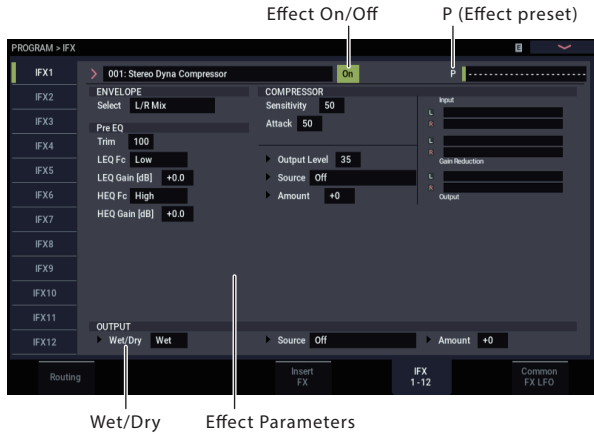 Effect On/Off
P (Effect preset)
PROGRAM > IFX
E
IFX1
001: Stereo Dyna Compressor
On
P
IFX2
IFX3
IFX4
IFX5
IFX6
IFX7
IFX8
IFX9
IFX10
IFX11
IFX12
ENVELOPE
Select L/R Mix
Pre EQ
Trim 100
LEQ Fc Low
LEQ Gain [dB] +0.0
HEQ Fc High
HEQ Gain [dB] +0.0
COMPRESSOR
Sensitivity 50
Attack 50
Output Level 35
Source Off
Amount +0
Input
L
R
L
R
Gain Reduction
L
R
Output
OUTPUT
Wet/Dry Wet
Source Off
Amount +0
Routing
Insert
FX
IFX
1-12
Common
FX LFO
Wet/Dry
Effect Parameters